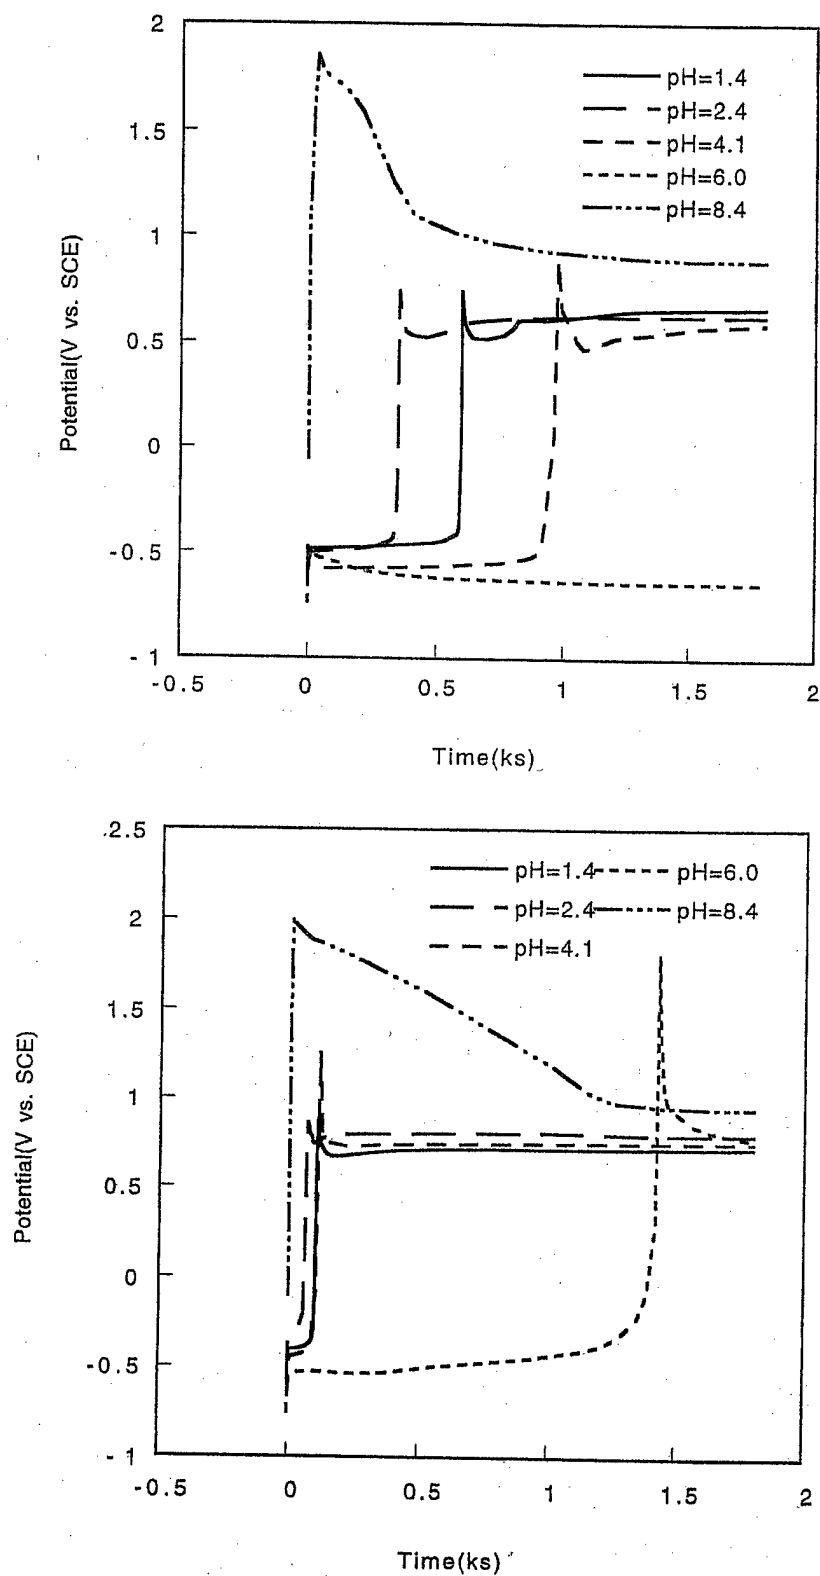 2
1.5
1
0.5
0
-0.5
- 1
-0.5
0
0.5
1
1.5
2
Potential(V vs. SCE)
Time(ks)
pH=1.4
pH=2.4
pH=4.1
pH=6.0
pH=8.4
2.5
2
1.5
1
0.5
0
-0.5
- 1
-0.5
0
0.5
1
1.5
2
Potential(V vs. SCE)
Time(ks)
pH=1.4
pH=6.0
pH=2.4
pH=8.4
pH=4.1